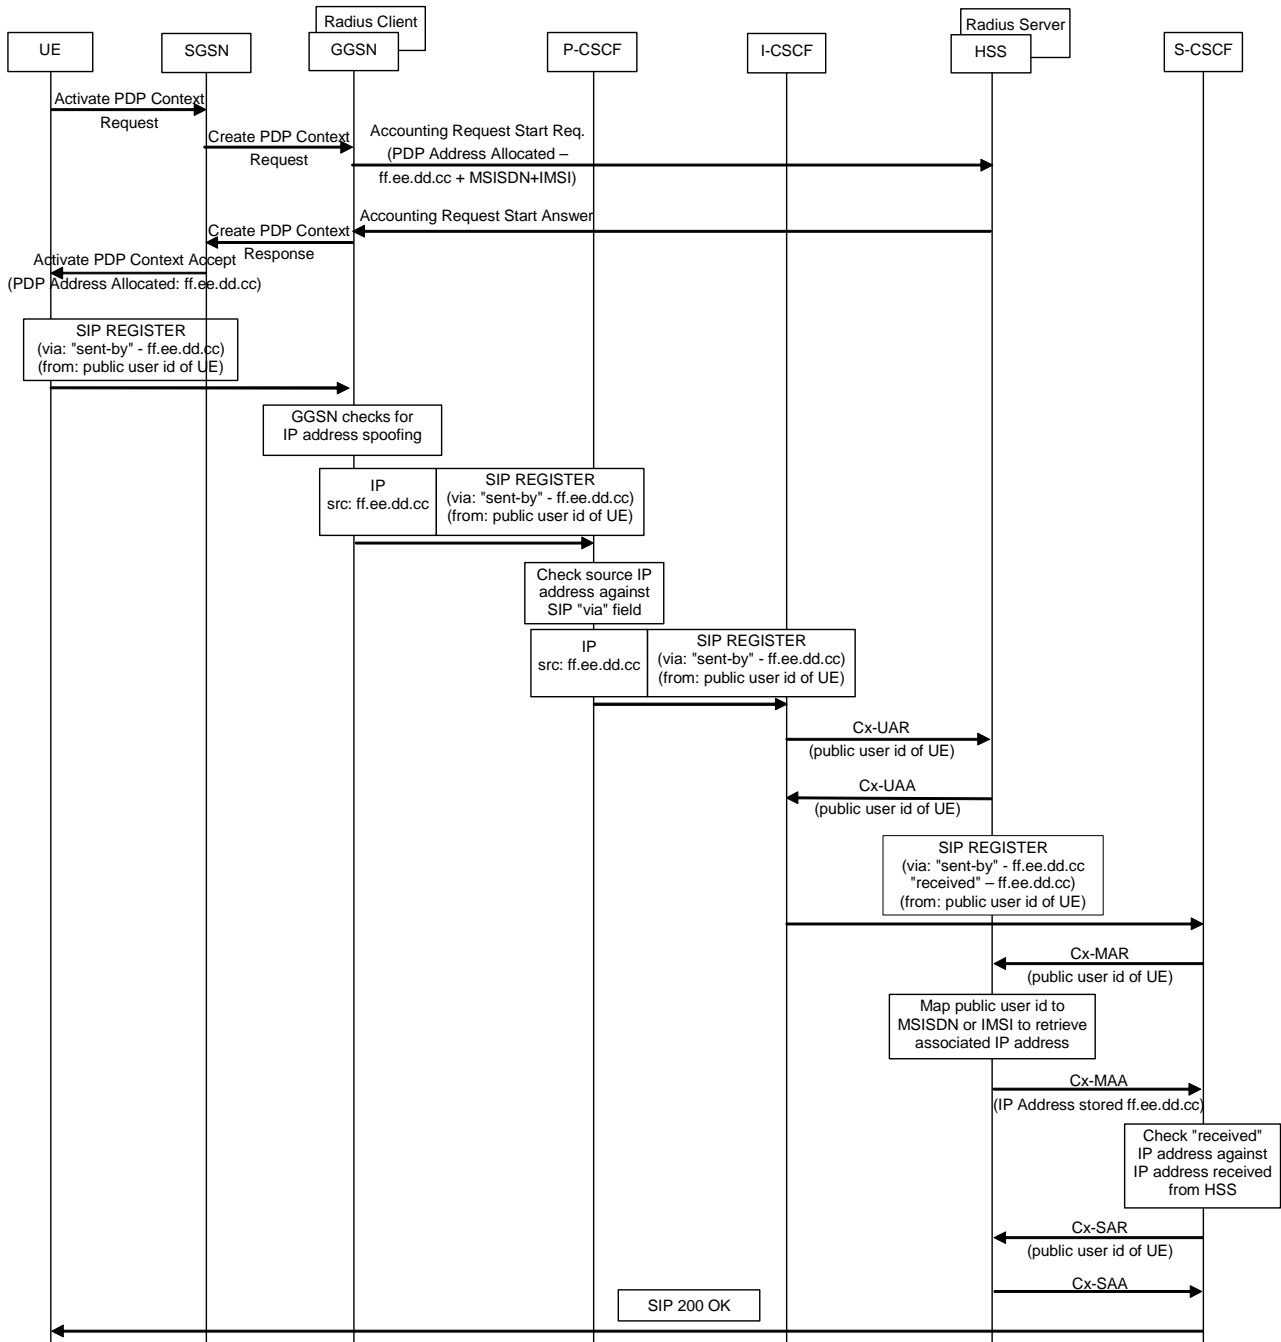 Radius Client
Radius Server
UE
SGSN
GGSN
P-CSCF
I-CSCF
HSS
S-CSCF
Activate PDP Context
Request
Create PDP Context
Request
Accounting Request Start Req.
(PDP Address Allocated –
ff.ee.dd.cc + MSISDN+IMSI)
Accounting Request Start Answer
Create PDP Context
Response
Activate PDP Context Accept
(PDP Address Allocated: ff.ee.dd.cc)
SIP REGISTER
(via: "sent-by" - ff.ee.dd.cc)
(from: public user id of UE)
GGSN checks for
IP address spoofing
IP
src: ff.ee.dd.cc
SIP REGISTER
(via: "sent-by" - ff.ee.dd.cc)
(from: public user id of UE)
Check source IP
address against
SIP "via" field
IP
src: ff.ee.dd.cc
SIP REGISTER
(via: "sent-by" - ff.ee.dd.cc)
(from: public user id of UE)
Cx-UAR
(public user id of UE)
Cx-UAA
(public user id of UE)
SIP REGISTER
(via: "sent-by" - ff.ee.dd.cc
"received" – ff.ee.dd.cc)
(from: public user id of UE)
Cx-MAR
(public user id of UE)
Map public user id to
MSISDN or IMSI to retrieve
associated IP address
Cx-MAA
(IP Address stored ff.ee.dd.cc)
Check "received"
IP address against
IP address received
from HSS
Cx-SAR
(public user id of UE)
Cx-SAA
SIP 200 OK